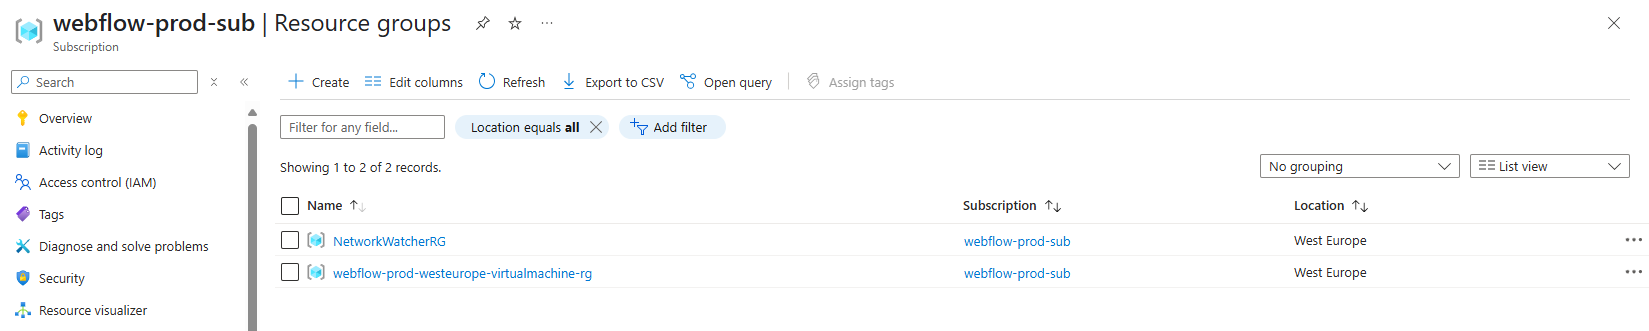 webflow-prod-sub | Resource groups
Subscription
Search
Create Edit columns Refresh Export to CSV Open query Assign tags
Overview
Activity log
Access control (IAM)
Tags
Diagnose and solve problems
Security
Resource visualizer
Filter for any field... Location equals all Add filter
Showing 1 to 2 of 2 records. No grouping List view
Name Subscription Location
NetworkWatcherRG webflow-prod-sub West Europe
webflow-prod-westeurope-virtualmachine-rg webflow-prod-sub West Europe